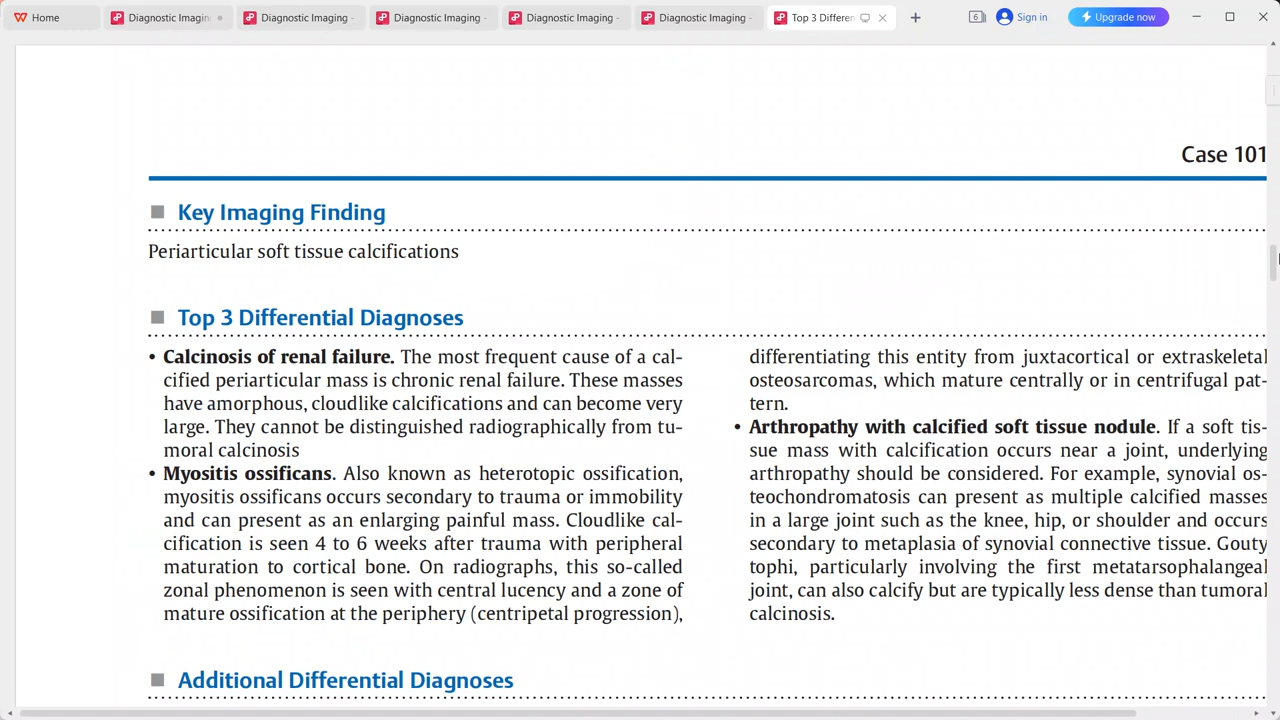 Home
Diagnostic Imagin
Diagnostic Imaging -
Diagnostic Imaging -
Diagnostic Imaging -
Diagnostic Imaging -
Top 3 Differen
6
Sign in
Upgrade now
Case 101
Key Imaging Finding
Periarticular soft tissue calcifications
Top 3 Differential Diagnoses
• Calcinosis of renal failure. The most frequent cause of a cal-
cified periarticular mass is chronic renal failure. These masses
have amorphous, cloudlike calcifications and can become very
large. They cannot be distinguished radiographically from tu-
moral calcinosis
• Myositis ossificans. Also known as heterotopic ossification,
myositis ossificans occurs secondary to trauma or immobility
and can present as an enlarging painful mass. Cloudlike cal-
cification is seen 4 to 6 weeks after trauma with peripheral
maturation to cortical bone. On radiographs, this so-called
zonal phenomenon is seen with central lucency and a zone of
mature ossification at the periphery (centripetal progression),
differentiating this entity from juxtacortical or extraskeletal
osteosarcomas, which mature centrally or in centrifugal pat-
tern.
• Arthropathy with calcified soft tissue nodule. If a soft tis-
sue mass with calcification occurs near a joint, underlying
arthropathy should be considered. For example, synovial os-
teochondromatosis can present as multiple calcified masses
in a large joint such as the knee, hip, or shoulder and occurs
secondary to metaplasia of synovial connective tissue. Gouty
tophi, particularly involving the first metatarsophalangeal
joint, can also calcify but are typically less dense than tumoral
calcinosis.
Additional Differential Diagnoses